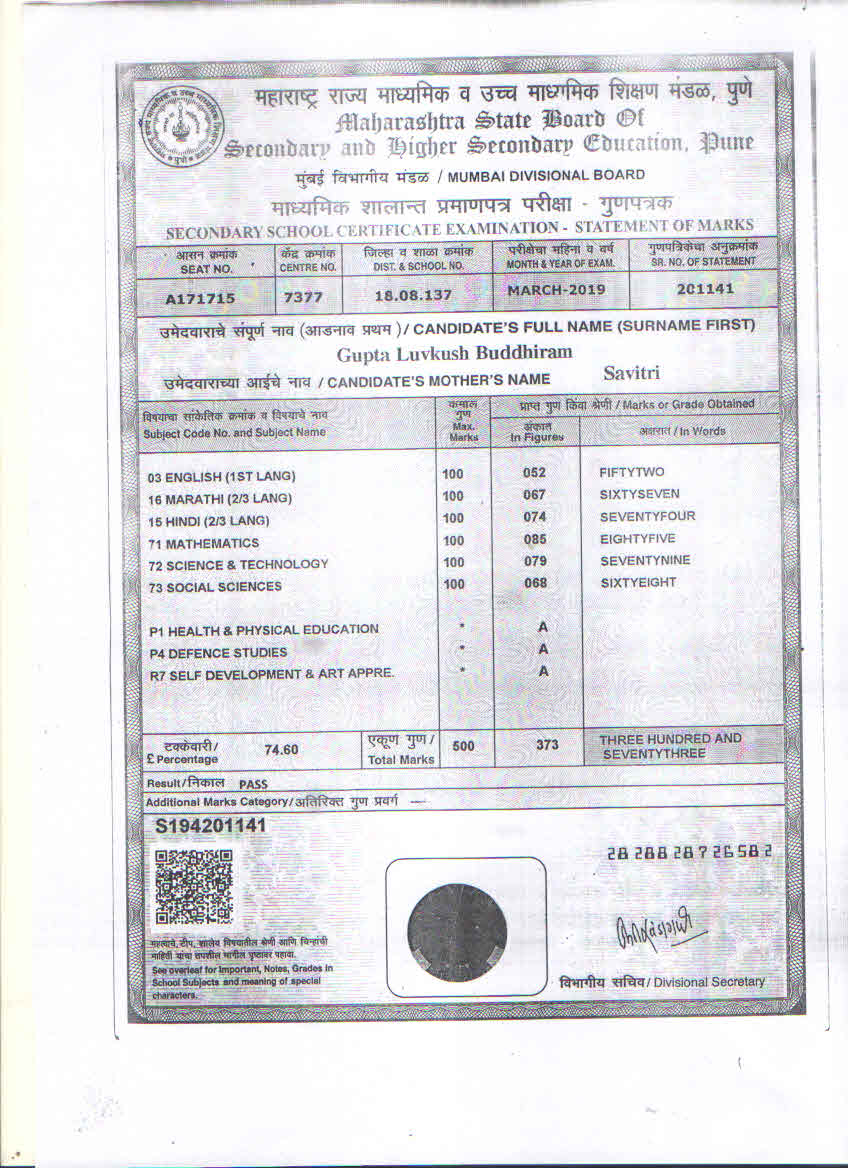 महाराष्ट्र राज्य माध्यमिक व उच्च माध्यमिक शिक्षण मंडळ, पुणे
Maharashtra State Board Of
Secondary and Higher Secondary Education, Pune
मुंबई विभागीय मंडळ / MUMBAI DIVISIONAL BOARD
माध्यमिक शालान्त प्रमाणपत्र परीक्षा - गुणपत्रक
SECONDARY SCHOOL CERTIFICATE EXAMINATION - STATEMENT OF MARKS
आसन क्रमांक केंद्र क्रमांक जिल्हा व शाळा क्रमांक परीक्षेचा महिना व वर्ष गुणपत्रिकेचा अनुक्रमांक
SEAT NO. CENTRE NO. DIST. & SCHOOL NO. MONTH & YEAR OF EXAM. SR. NO. OF STATEMENT
A171715 7377 18.08.137 MARCH-2019 201141
उमेदवाराचे संपूर्ण नाव (आडनाव प्रथम )/ CANDIDATE'S FULL NAME (SURNAME FIRST)
Gupta Luvkush Buddhiram
उमेदवाराच्या आईचे नाव / CANDIDATE'S MOTHER'S NAME Savitri
विषयांचा सांकेतिक क्रमांक व विषयाचे नाव
Subject Code No. and Subject Name
कमाल
गुण
Max.
Marks
प्राप्त गुण किंवा श्रेणी / Marks or Grade Obtained
अंकात
In Figures
अक्षरात / In Words
03 ENGLISH (1ST LANG) 100 052 FIFTYTWO
16 MARATHI (2/3 LANG) 100 067 SIXTYSEVEN
15 HINDI (2/3 LANG) 100 074 SEVENTYFOUR
71 MATHEMATICS 100 085 EIGHTYFIVE
72 SCIENCE & TECHNOLOGY 100 079 SEVENTYNINE
73 SOCIAL SCIENCES 100 068 SIXTYEIGHT
P1 HEALTH & PHYSICAL EDUCATION * A
P4 DEFENCE STUDIES * A
R7 SELF DEVELOPMENT & ART APPRE. * A
टक्केवारी/
£ Percentage
74.60
एकूण गुण /
Total Marks
500 373
THREE HUNDRED AND
SEVENTYTHREE
Result/निकाल PASS
Additional Marks Category/अतिरिक्त गुण प्रवर्ग ----
S194201141
28 288 28 7 26 58 2
महत्वाचे, टीप, शालेय विषयातील श्रेणी आणि चिन्हांची
माहिती यांचा तपशील मागील पृष्ठावर पहावा.
See overleaf for Important, Notes, Grades in
School Subjects and meaning of special
characters.
विभागीय सचिव/ Divisional Secretary